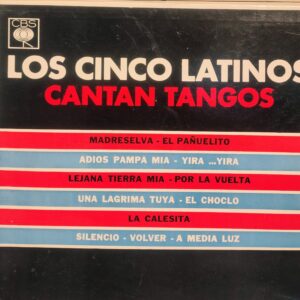 CBS
LOS CINCO LATINOS
CANTAN TANGOS
MADRESELVA - EL PAÑUELITO
ADIOS PAMPA MIA - YIRA ...YIRA
LEJANA TIERRA MIA - POR LA VUELTA
UNA LAGRIMA TUYA - EL CHOCLO
LA CALESITA
SILENCIO - VOLVER - A MEDIA LUZ